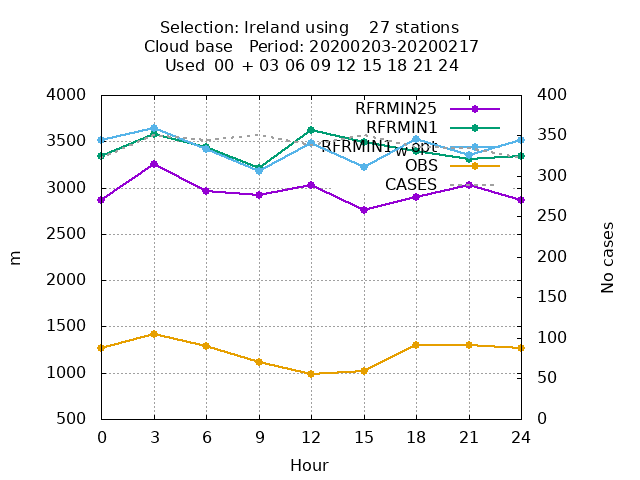 Selection: Ireland using    27 stations
Cloud base   Period: 20200203-20200217
Used  00 + 03 06 09 12 15 18 21 24
4000
3500
3000
2500
2000
1500
1000
500
400
350
300
250
200
150
100
50
0
RFRMIN25
RFRMIN1
RFRMIN1wopt
OBS
CASES
m
No cases
0 3 6 9 12 15 18 21 24
Hour